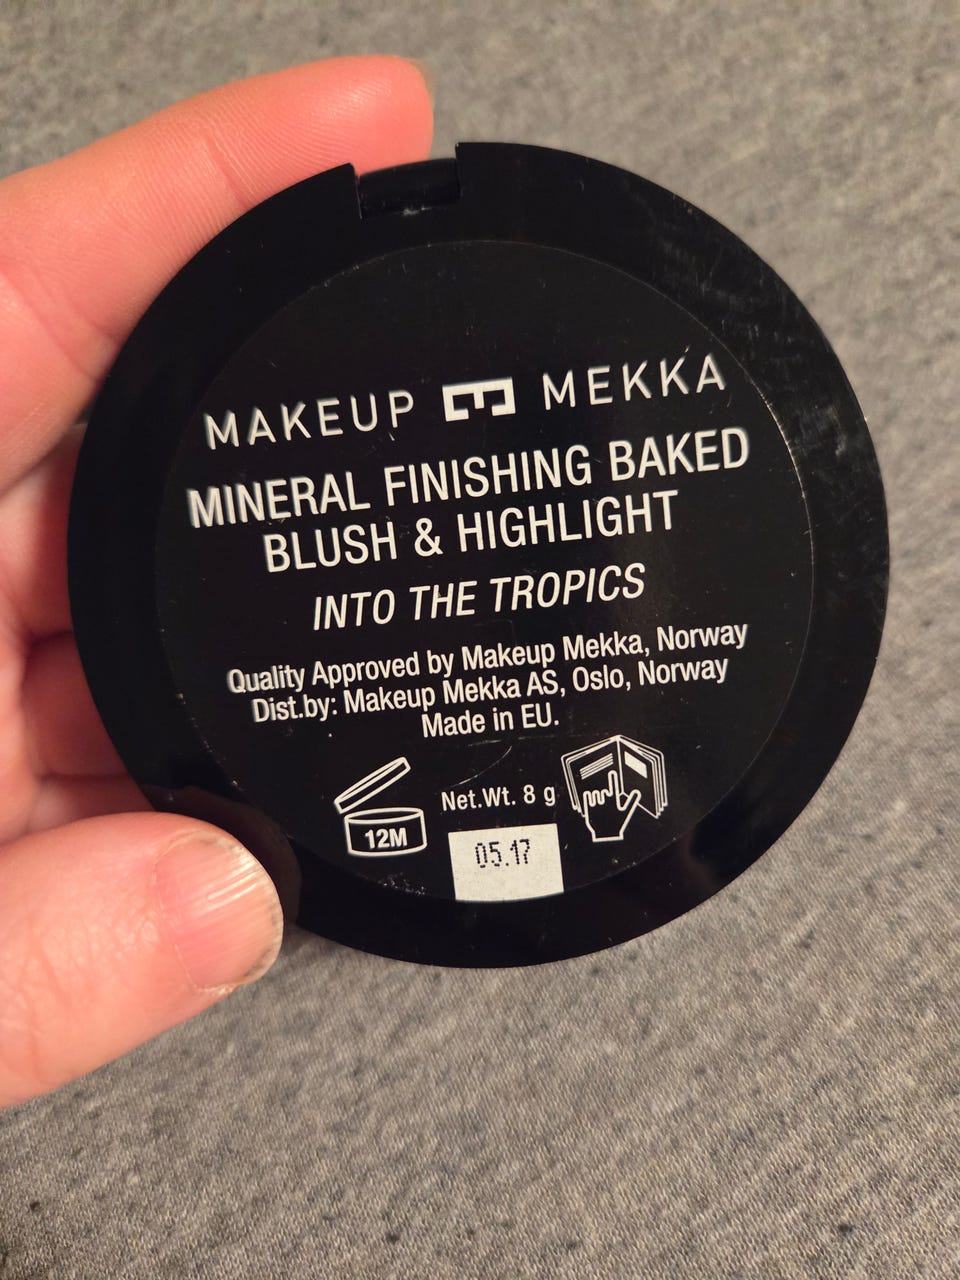 MAKEUP MEKKA
MINERAL FINISHING BAKED
BLUSH & HIGHLIGHT
INTO THE TROPICS
Quality Approved by Makeup Mekka, Norway
Dist.by: Makeup Mekka AS, Oslo, Norway
Made in EU.
12M
Net.Wt. 8 g
05.17